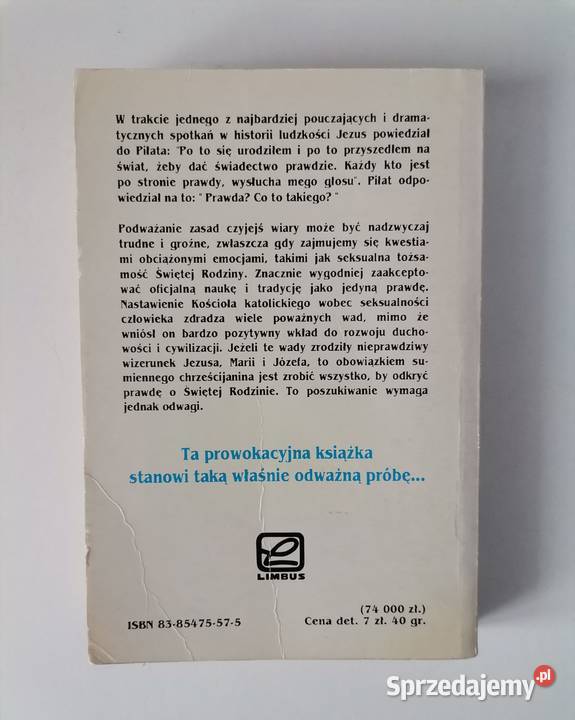 W trakcie jednego z najbardziej pouczających i drama-
tycznych spotkań w historii ludzkości Jezus powiedział
do Piłata: "Po to się urodziłem i po to przyszedłem na
świat, żeby dać świadectwo prawdzie. Każdy kto jest
po stronie prawdy, wysłucha mego głosu". Piłat odpo-
wiedział na to: " Prawda? Co to takiego? "
Podważanie zasad czyjejś wiary może być nadzwyczaj
trudne i groźne, zwłaszcza gdy zajmujemy się kwestia-
mi obciążonymi emocjami, takimi jak seksualna tożsa-
mość Świętej Rodziny. Znacznie wygodniej zaakcepto-
wać oficjalną naukę i tradycję jako jedyną prawdę.
Nastawienie Kościoła katolickiego wobec seksualności
człowieka zdradza wiele poważnych wad, mimo że
wniósł on bardzo pozytywny wkład do rozwoju ducho-
wości i cywilizacji. Jeżeli te wady zrodziły nieprawdziwy
wizerunek Jezusa, Marii i Józefa, to obowiązkiem su-
miennego chrześcijanina jest zrobić wszystko, by odkryć
prawdę o Świętej Rodzinie. To poszukiwanie wymaga
jednak odwagi.
Ta prowokacyjna książka
stanowi taką właśnie odważną próbę...
LIMBUS
(74 000 zł.)
ISBN 83-85475-57-5 Cena det. 7 zł. 40 gr.
Sprzedajemy.pl